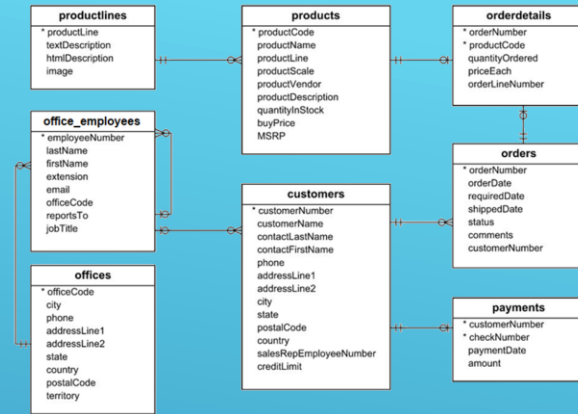 productlines
* productLine
textDescription
htmlDescription
image
products
* productCode
productName
productLine
productScale
productVendor
productDescription
quantityInStock
buyPrice
MSRP
orderdetails
* orderNumber
* productCode
quantityOrdered
priceEach
orderLineNumber
office_employees
* employeeNumber
lastName
firstName
extension
email
officeCode
reportsTo
jobTitle
customers
* customerNumber
customerName
contactLastName
contactFirstName
phone
addressLine1
addressLine2
city
state
postalCode
country
salesRepEmployeeNumber
creditLimit
orders
* orderNumber
orderDate
requiredDate
shippedDate
status
comments
customerNumber
offices
* officeCode
city
phone
addressLine1
addressLine2
state
country
postalCode
territory
payments
* customerNumber
* checkNumber
paymentDate
amount